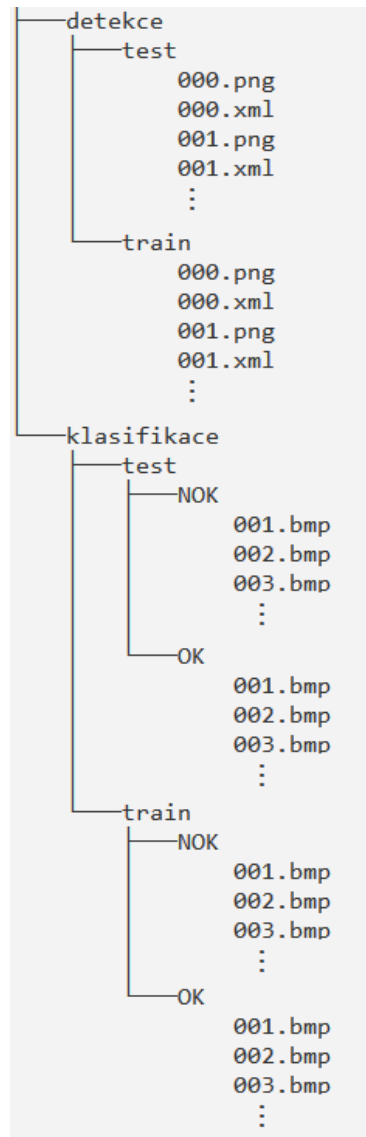 detekce
test
000.png
000.xml
001.png
001.xml
⋮
train
000.png
000.xml
001.png
001.xml
⋮
klasifikace
test
NOK
001.bmp
002.bmp
003.bmp
⋮
OK
001.bmp
002.bmp
003.bmp
⋮
train
NOK
001.bmp
002.bmp
003.bmp
⋮
OK
001.bmp
002.bmp
003.bmp
⋮